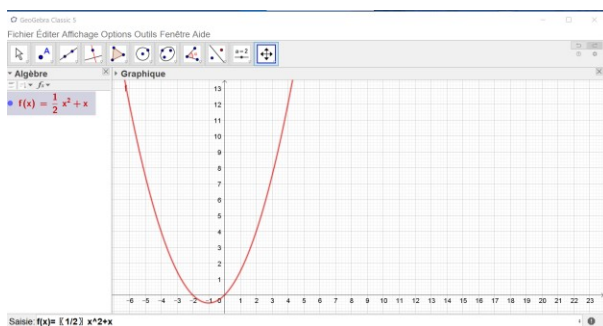 GeoGebra Classic 5
Fichier Éditer Affichage Options Outils Fenêtre Aide
A
a=2
Algèbre
Graphique
f(x) = 1/2 x² + x
f
13
12
11
10
9
8
7
6
5
4
3
2
1
-6 -5 -4 -3 -2 -1 0 1 2 3 4 5 6 7 8 9 10 11 12 13 14 15 16 17 18 19 20 21 22 23
Saisie: f(x)= 〖1/2〗 x^2+x